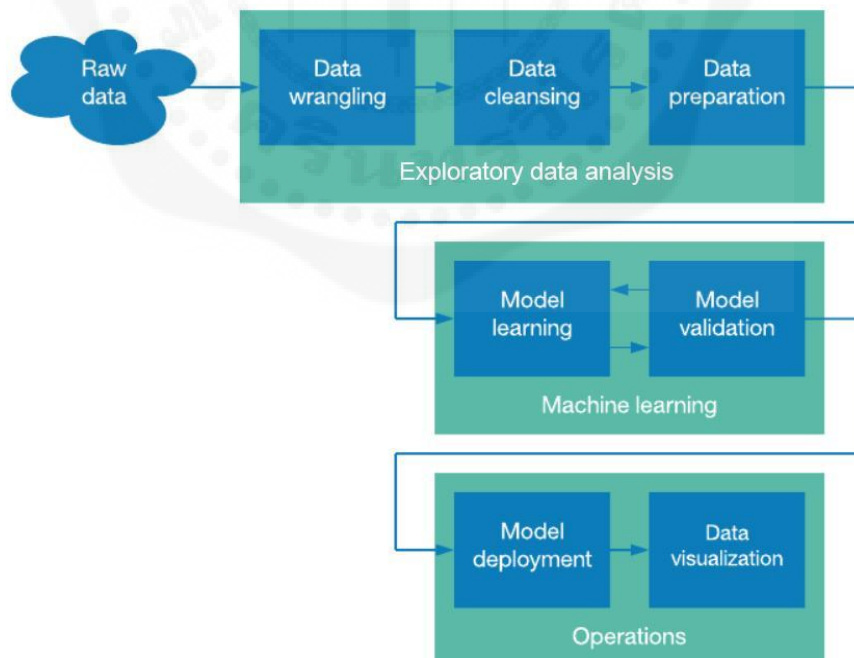 Raw
data
Data
wrangling
Data
cleansing
Data
preparation
Exploratory data analysis
Model
learning
Model
validation
Machine learning
Model
deployment
Data
visualization
Operations